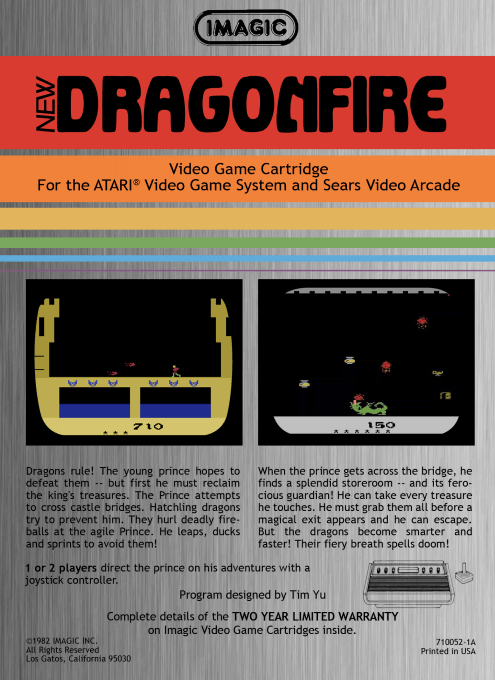 IMAGIC
NEW
DRAGONFIRE
Video Game Cartridge
For the ATARI® Video Game System and Sears Video Arcade
710
150
Dragons rule! The young prince hopes to
defeat them -- but first he must reclaim
the king's treasures. The Prince attempts
to cross castle bridges. Hatchling dragons
try to prevent him. They hurl deadly fire-
balls at the agile Prince. He leaps, ducks
and sprints to avoid them!
When the prince gets across the bridge, he
finds a splendid storeroom -- and its fero-
cious guardian! He can take every treasure
he touches. He must grab them all before a
magical exit appears and he can escape.
But the dragons become smarter and
faster! Their fiery breath spells doom!
1 or 2 players direct the prince on his adventures with a
joystick controller.
Program designed by Tim Yu
Complete details of the TWO YEAR LIMITED WARRANTY
on Imagic Video Game Cartridges inside.
©1982 IMAGIC INC.
All Rights Reserved
Los Gatos, California 95030
710052-1A
Printed in USA